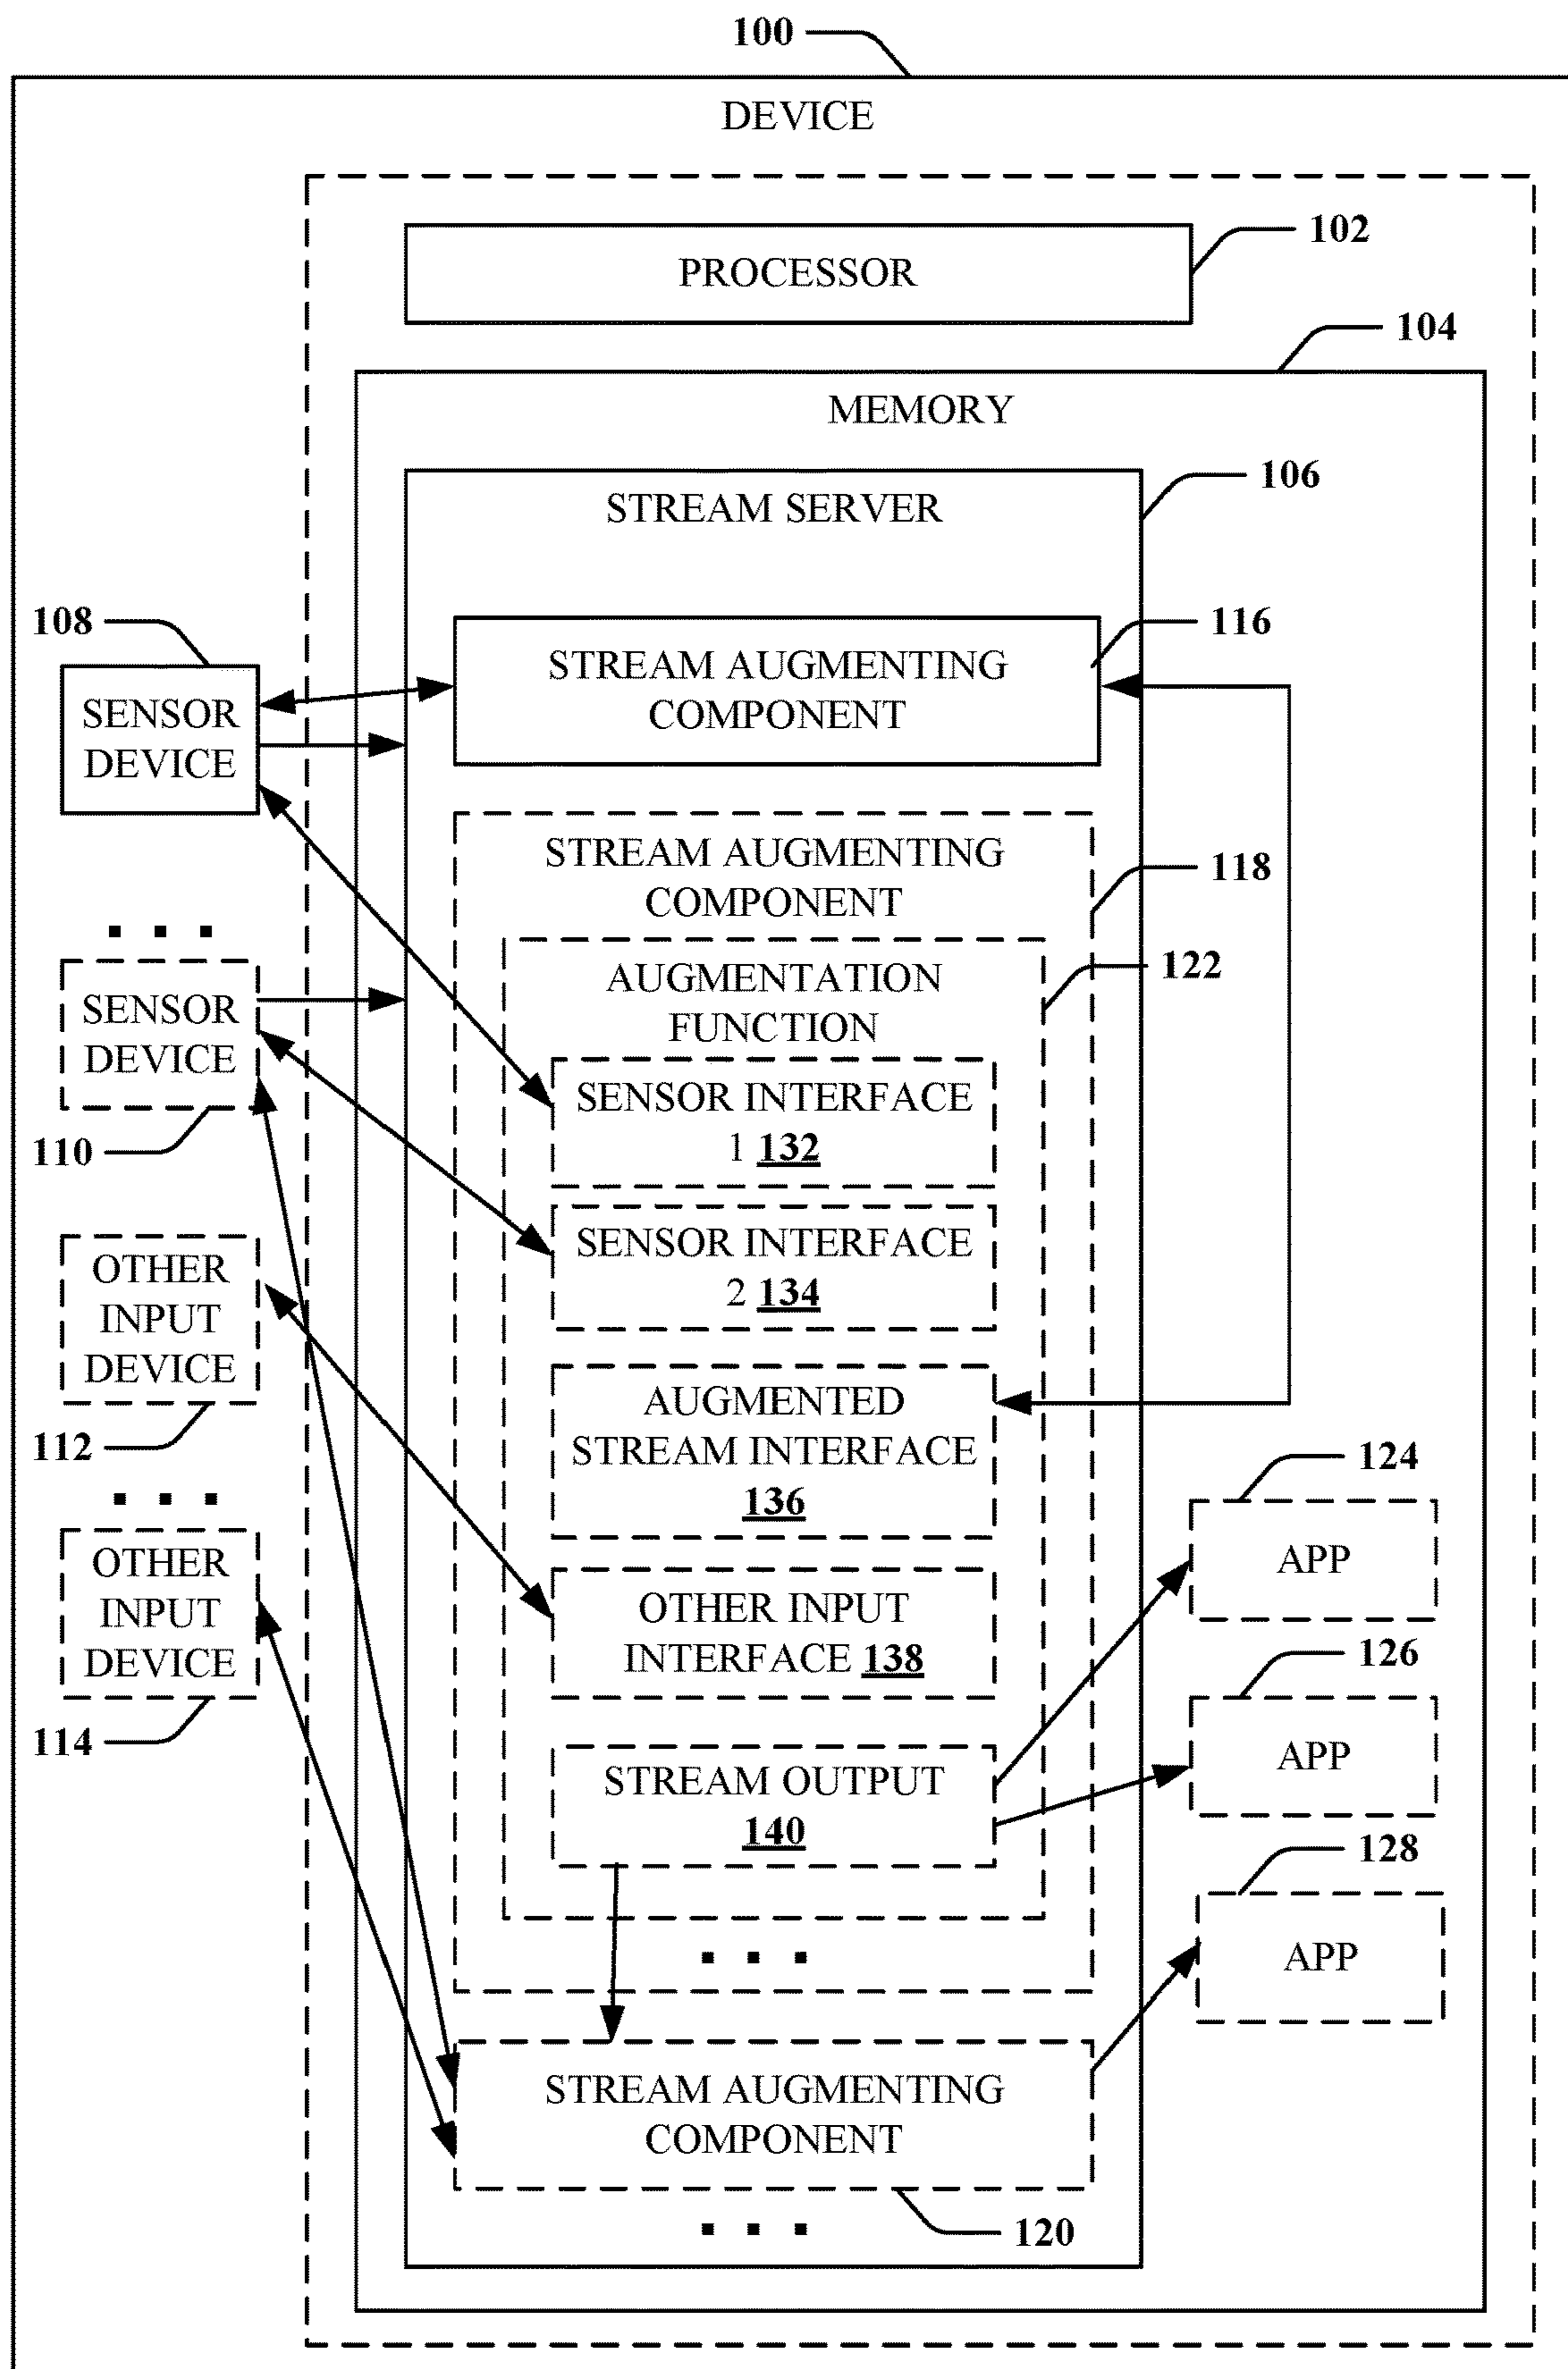 100
DEVICE
102
PROCESSOR
104
MEMORY
106
STREAM SERVER
108
116
STREAM AUGMENTING
COMPONENT
SENSOR
DEVICE
STREAM AUGMENTING
COMPONENT
118
. . .
122
AUGMENTATION
FUNCTION
SENSOR
DEVICE
110
SENSOR INTERFACE
1 132
SENSOR INTERFACE
2 134
OTHER
INPUT
DEVICE
112
AUGMENTED
STREAM INTERFACE
136
. . .
124
APP
OTHER
INPUT
DEVICE
114
OTHER INPUT
INTERFACE 138
126
APP
STREAM OUTPUT
140
128
APP
. . .
STREAM AUGMENTING
COMPONENT
120
. . .